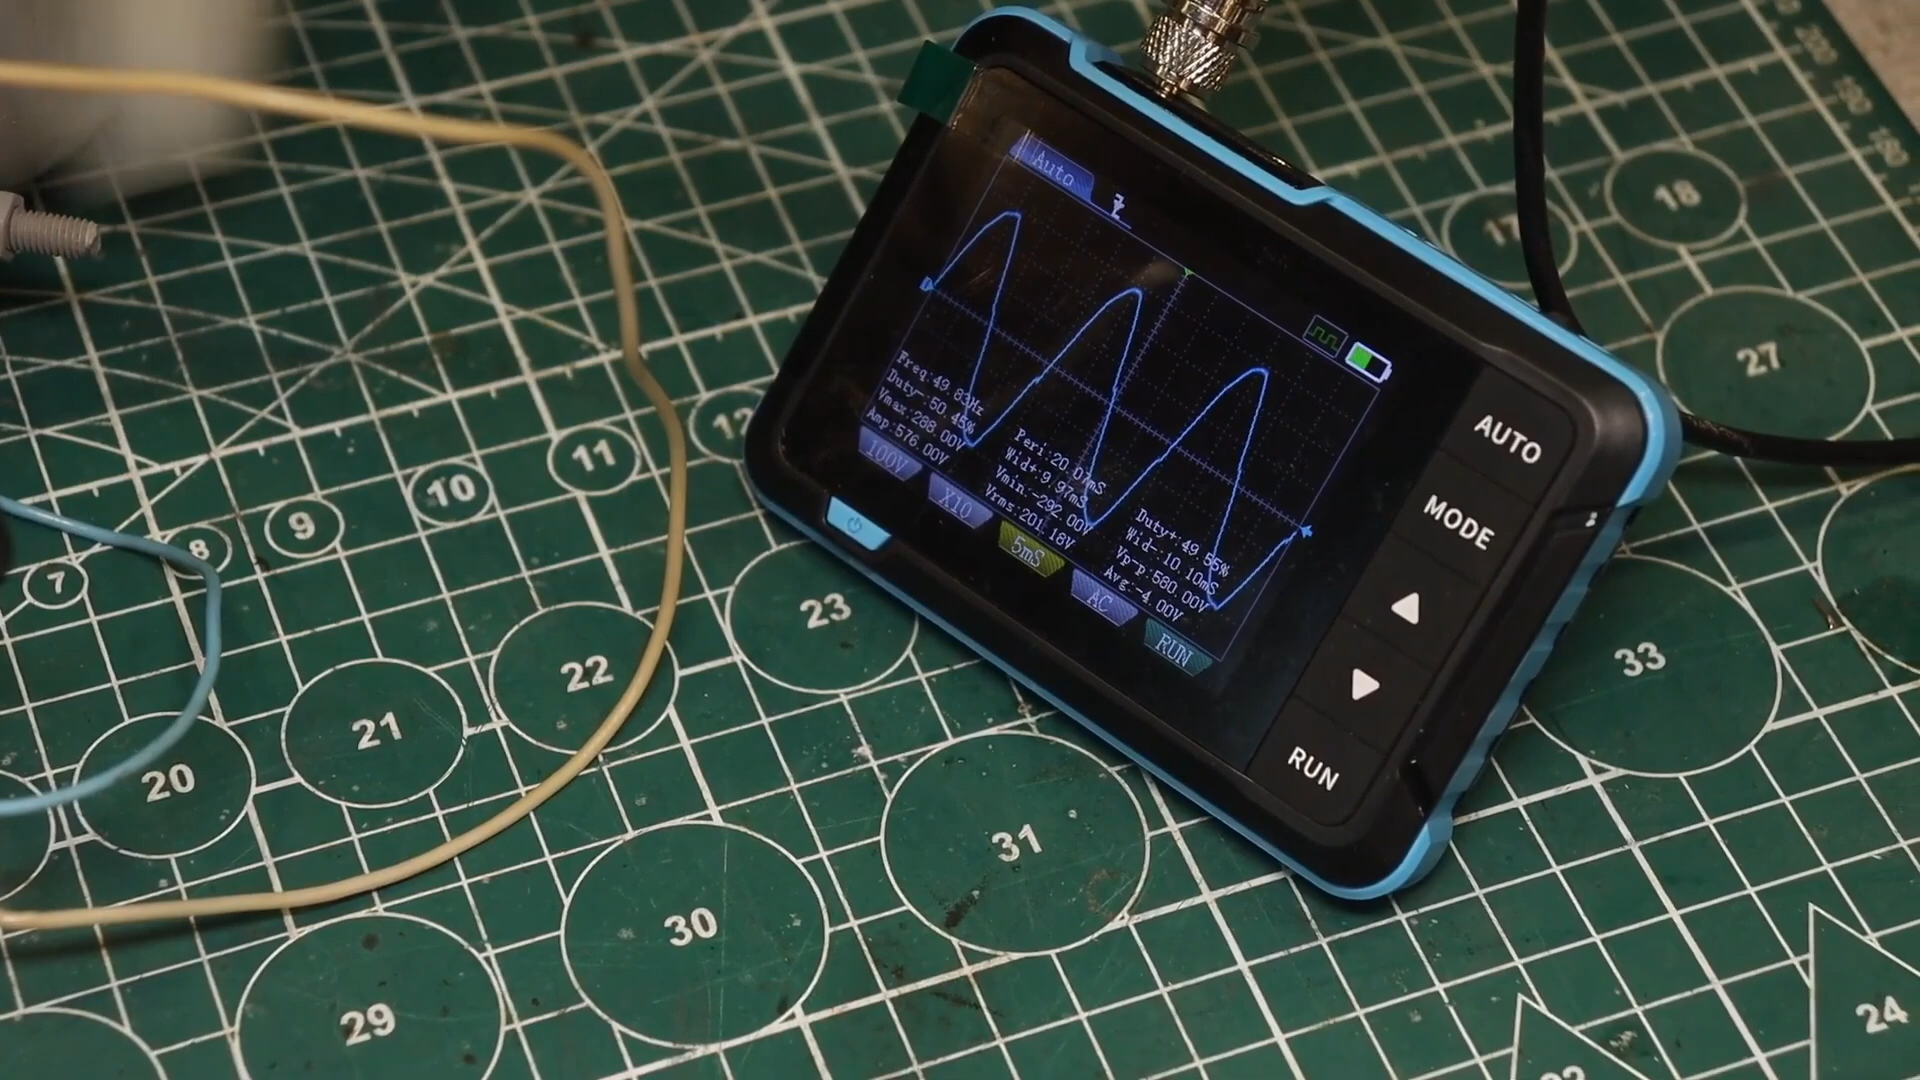 Auto
Freq:49.83Hz
Duty-:50.45%
Vmax:288.00V
Amp:576.00V
Peri:20.07mS
Wid+:9.97mS
Vmin:-292.00V
Vrms:201.18V
Duty+:49.55%
Wid-:10.10mS
Vp-p:580.00V
Avg:-4.00V
100V
X10
5mS
AC
RUN
AUTO
MODE
RUN
7
8
9
10
11
12
17
18
20
21
22
23
27
29
30
31
33
24
200
190
180